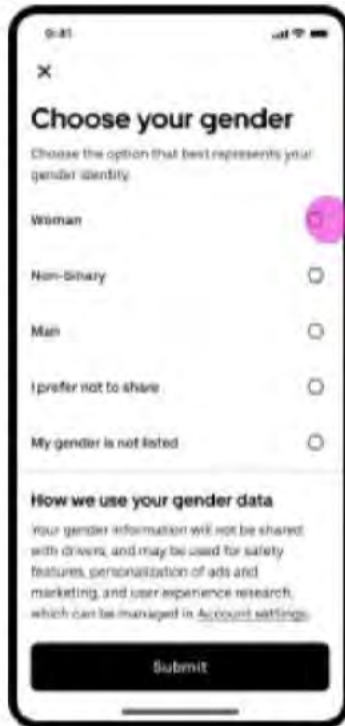 9:41
Choose your gender
Choose the option that best represents your
gender identity.
Woman
Non-binary
Man
I prefer not to share
My gender is not listed
How we use your gender data
Your gender information will not be shared
with drivers, and may be used for safety
features, personalization of ads and
marketing, and user experience research,
which can be managed in Account settings.
Submit